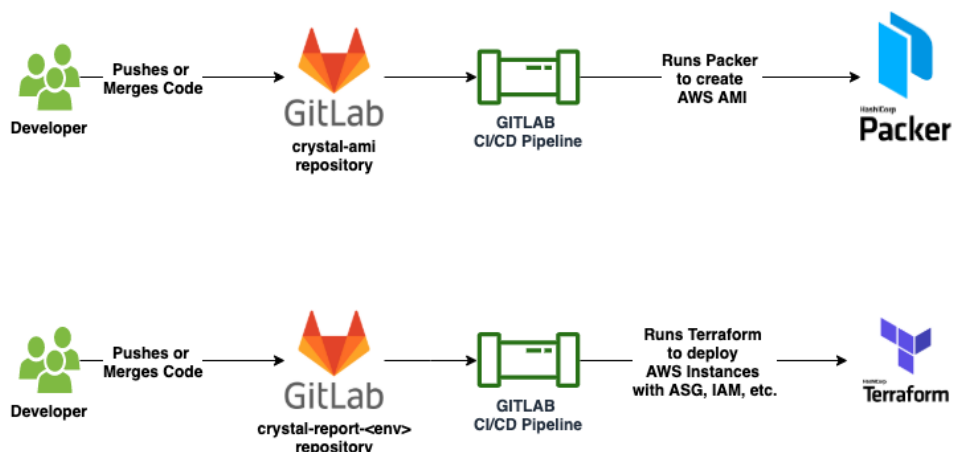 Developer
Pushes or
Merges Code
GitLab
crystal-ami
repository
GITLAB
CI/CD Pipeline
Runs Packer
to create
AWS AMI
HashiCorp
Packer
Developer
Pushes or
Merges Code
GitLab
crystal-report-<env>
repository
GITLAB
CI/CD Pipeline
Runs Terraform
to deploy
AWS Instances
with ASG, IAM, etc.
HashiCorp
Terraform